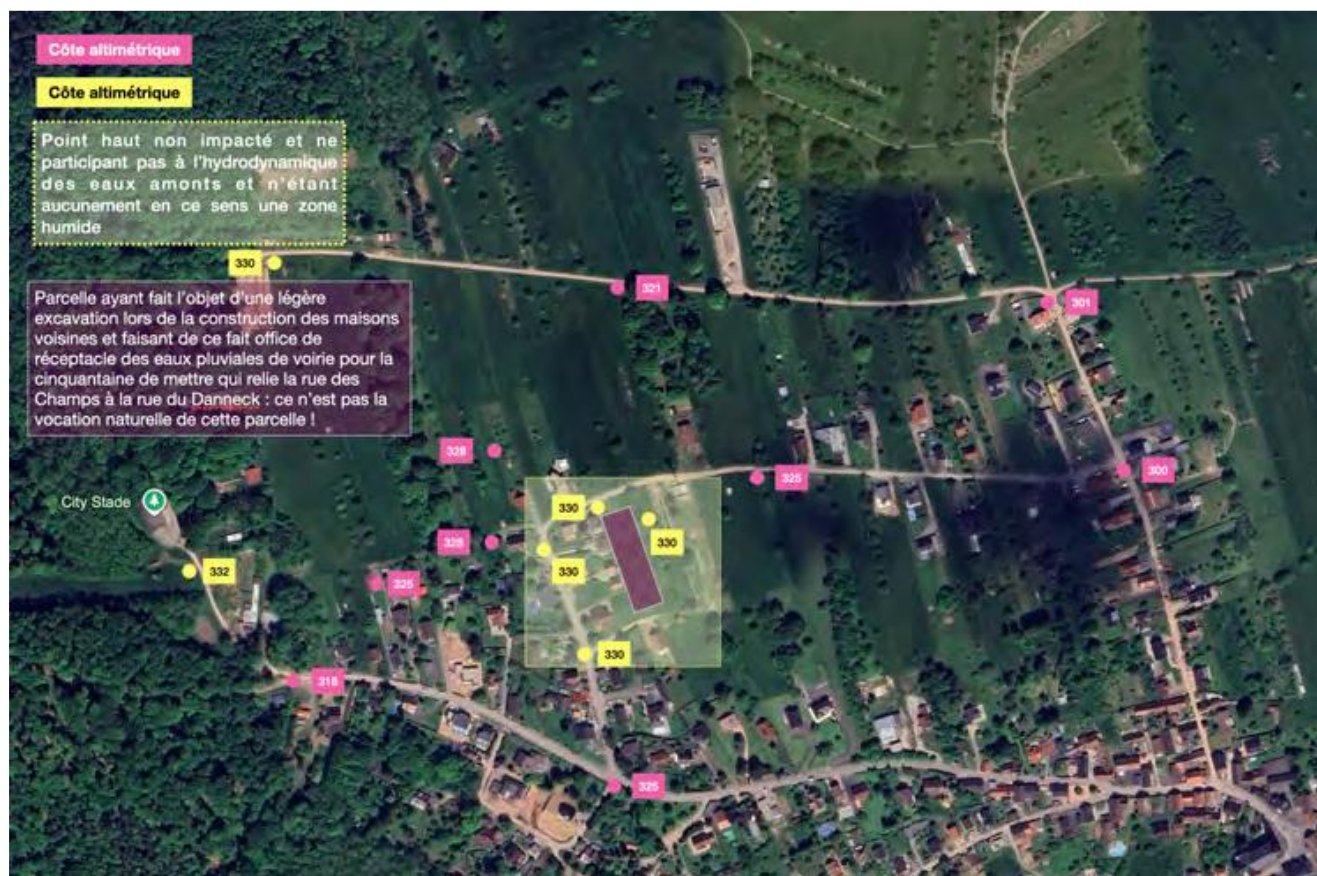 Côte altimétrique
Côte altimétrique
Point haut non impacté et ne
participant pas à l'hydrodynamique
des eaux amonts et n'étant
aucunement en ce sens une zone
humide
330
321
301
Parcelle ayant fait l'objet d'une légère
excavation lors de la construction des maisons
voisines et faisant de ce fait office de
réceptacle des eaux pluviales de voirie pour la
cinquantaine de mettre qui relie la rue des
Champs à la rue du Danneck : ce n'est pas la
vocation naturelle de cette parcelle !
328
325
300
City Stade
330
330
328
330
332
325
330
318
325